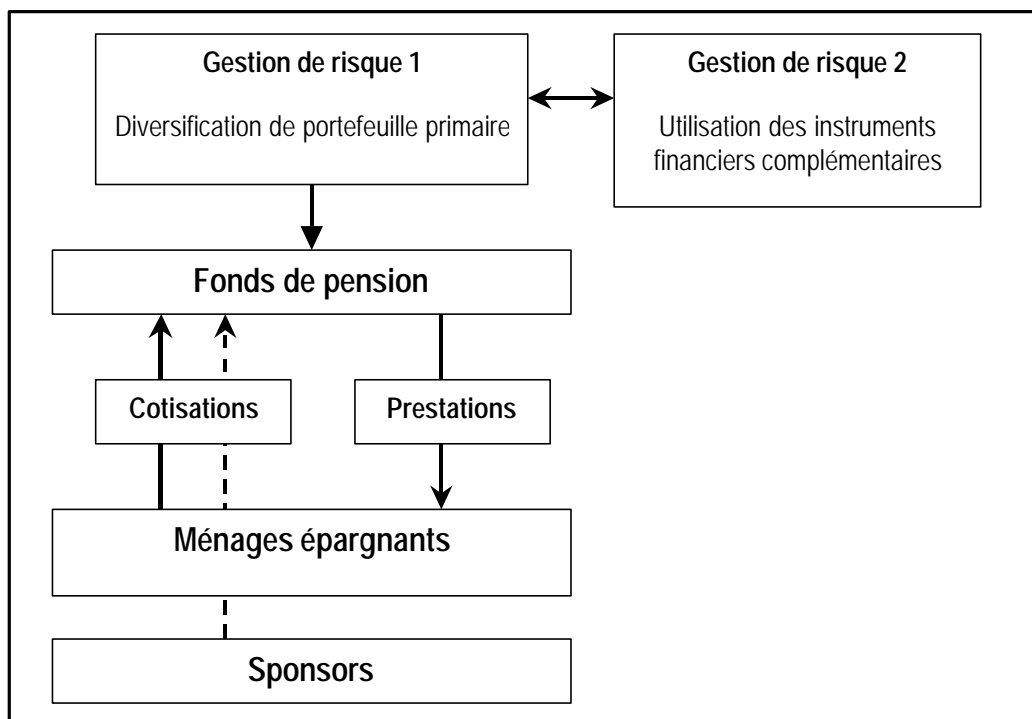 Gestion de risque 1
Diversification de portefeuille primaire
Gestion de risque 2
Utilisation des instruments
financiers complémentaires
Fonds de pension
Cotisations
Prestations
Ménages épargnants
Sponsors